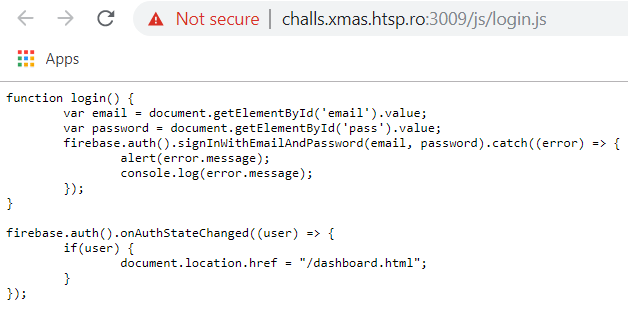 Not secure | challs.xmas.htsp.ro:3009/js/login.js
Apps
function login() {
        var email = document.getElementById('email').value;
        var password = document.getElementById('pass').value;
        firebase.auth().signInWithEmailAndPassword(email, password).catch((error) => {
                alert(error.message);
                console.log(error.message);
        });
}
firebase.auth().onAuthStateChanged((user) => {
        if(user) {
                document.location.href = "/dashboard.html";
        }
});